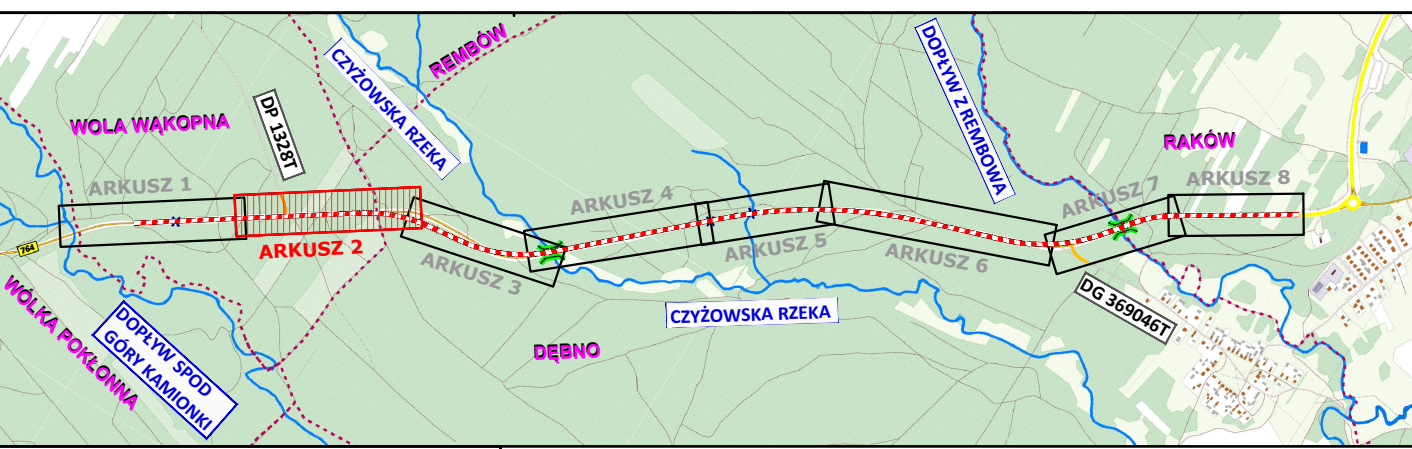 REMBÓW
CZYŻOWSKA RZEKA
DOPŁYW Z REMBOWA
WOLA WĄKOPNA
DP 1328T
RAKÓW
ARKUSZ 1
ARKUSZ 2
ARKUSZ 3
ARKUSZ 4
ARKUSZ 5
ARKUSZ 6
ARKUSZ 7
ARKUSZ 8
764
WÓLKA POKŁONNA
DOPŁYW SPOD
GÓRY KAMIONKI
CZYŻOWSKA RZEKA
DĘBNO
DG 369046T